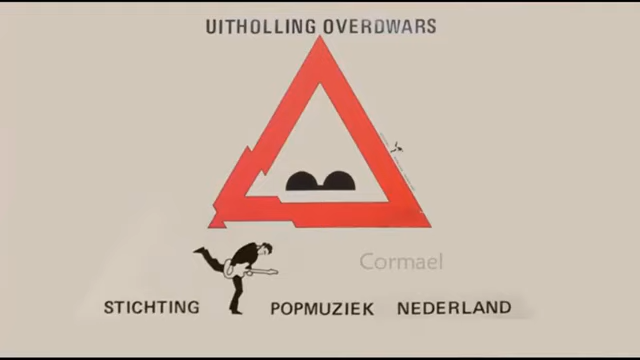 UITHOLLING OVERDWARS
Cormael
STICHTING POPMUZIEK NEDERLAND